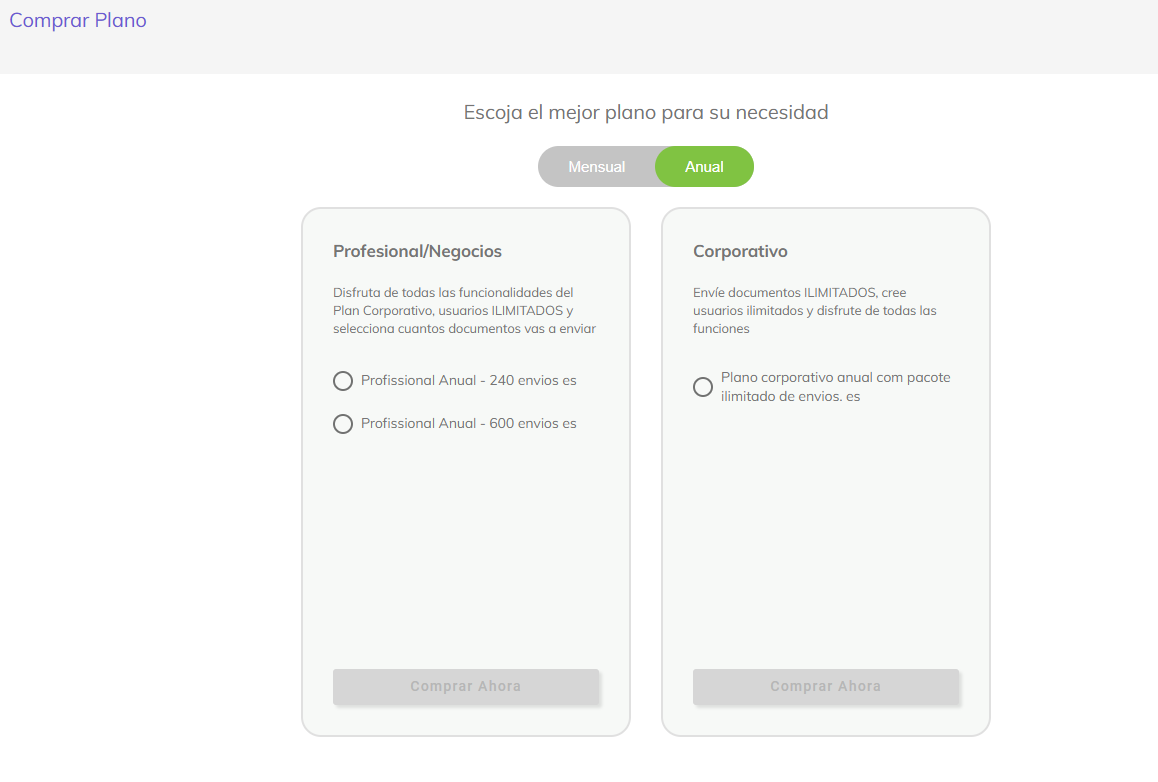 Comprar Plano
Escoja el mejor plano para su necesidad
Mensual
Anual
Profesional/Negocios
Disfruta de todas las funcionalidades del
Plan Corporativo, usuarios ILIMITADOS y
selecciona cuantos documentos vas a enviar
Profissional Anual - 240 envios es
Profissional Anual - 600 envios es
Comprar Ahora
Corporativo
Envíe documentos ILIMITADOS, cree
usuarios ilimitados y disfrute de todas las
funciones
Plano corporativo anual com pacote
ilimitado de envios. es
Comprar Ahora